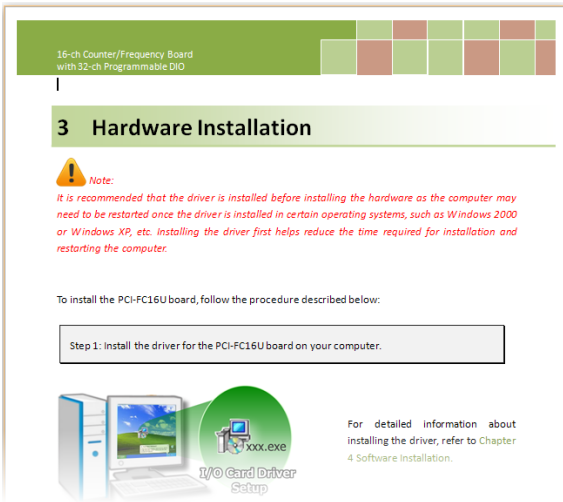 16-ch Counter/Frequency Board
with 32-ch Programmable DIO
3 Hardware Installation
Note:
It is recommended that the driver is installed before installing the hardware as the computer may
need to be restarted once the driver is installed in certain operating systems, such as Windows 2000
or Windows XP, etc. Installing the driver first helps reduce the time required for installation and
restarting the computer.
To install the PCI-FC16U board, follow the procedure described below:
Step 1: Install the driver for the PCI-FC16U board on your computer.
xxx.exe
I/O Card Driver
Setup
For detailed information about
installing the driver, refer to Chapter
4 Software Installation.